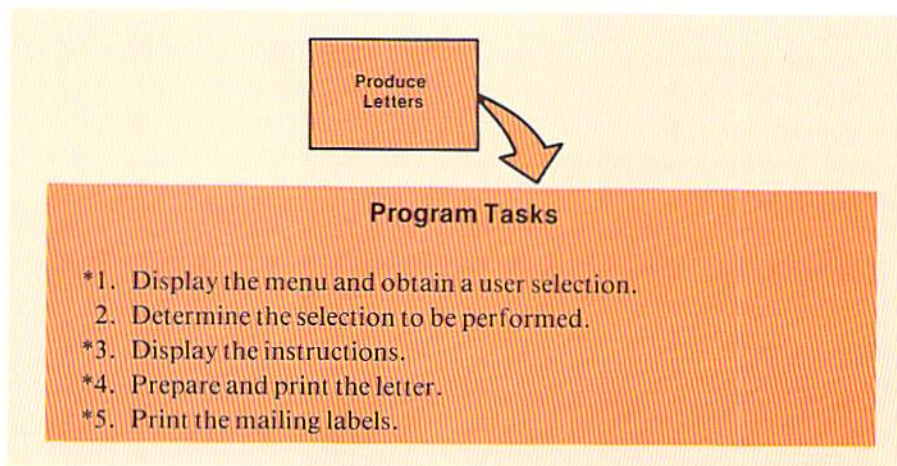 Produce
Letters
Program Tasks
*1. Display the menu and obtain a user selection.
2. Determine the selection to be performed.
*3. Display the instructions.
*4. Prepare and print the letter.
*5. Print the mailing labels.